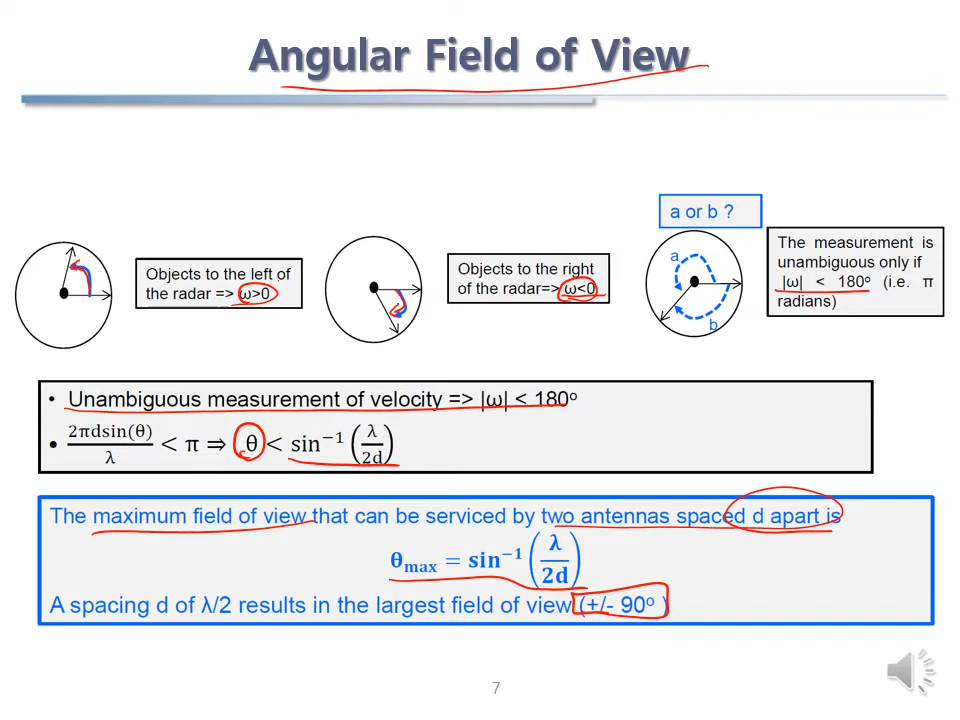 Angular Field of View
Objects to the left of
the radar => ω>0
Objects to the right
of the radar=> ω<0
a or b ?
a
b
The measurement is
unambiguous only if
|ω| < 180º (i.e. π
radians)
• Unambiguous measurement of velocity => |ω| < 180º
• 2πdsin(θ)/λ < π ⇒ θ < sin⁻¹(λ/2d)
The maximum field of view that can be serviced by two antennas spaced d apart is
θmax = sin⁻¹(λ/2d)
A spacing d of λ/2 results in the largest field of view (+/- 90º )
7